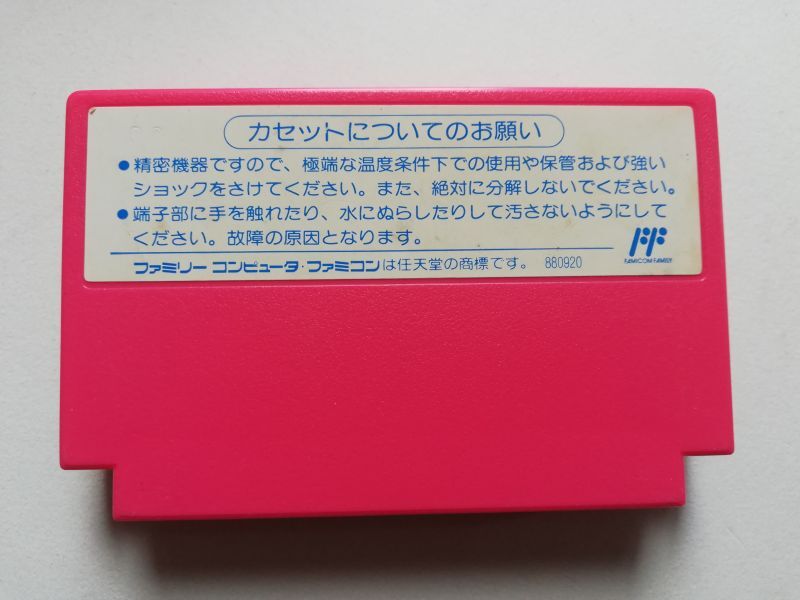 カセットについてのお願い
●精密機器ですので、極端な温度条件下での使用や保管および強い
ショックをさけてください。また、絶対に分解しないでください。
●端子部に手を触れたり、水にぬらしたりして汚さないようにして
ください。故障の原因となります。
FAMICOM FAMILY
ファミリーコンピュータ・ファミコンは任天堂の商標です。 880920